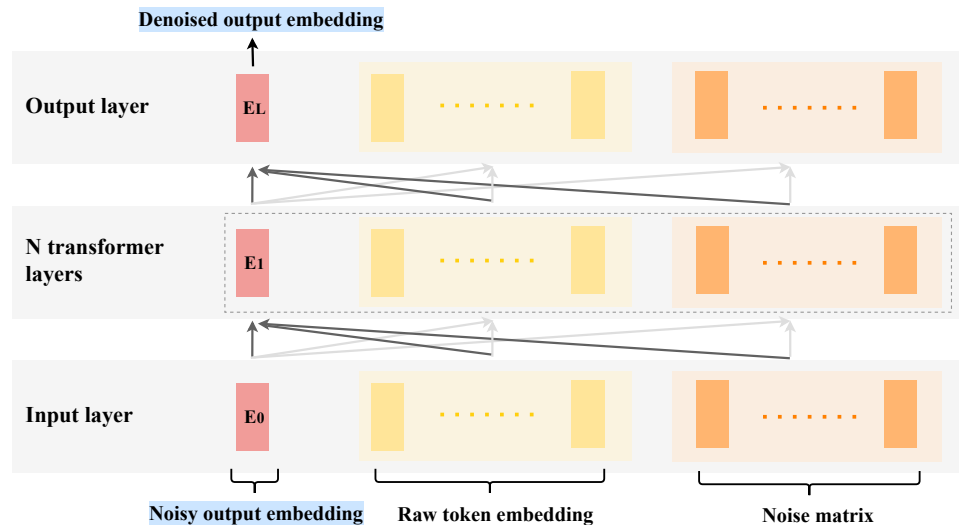 Denoised output embedding
Output layer
EL
N transformer
layers
E1
Input layer
E0
Noisy output embedding
Raw token embedding
Noise matrix